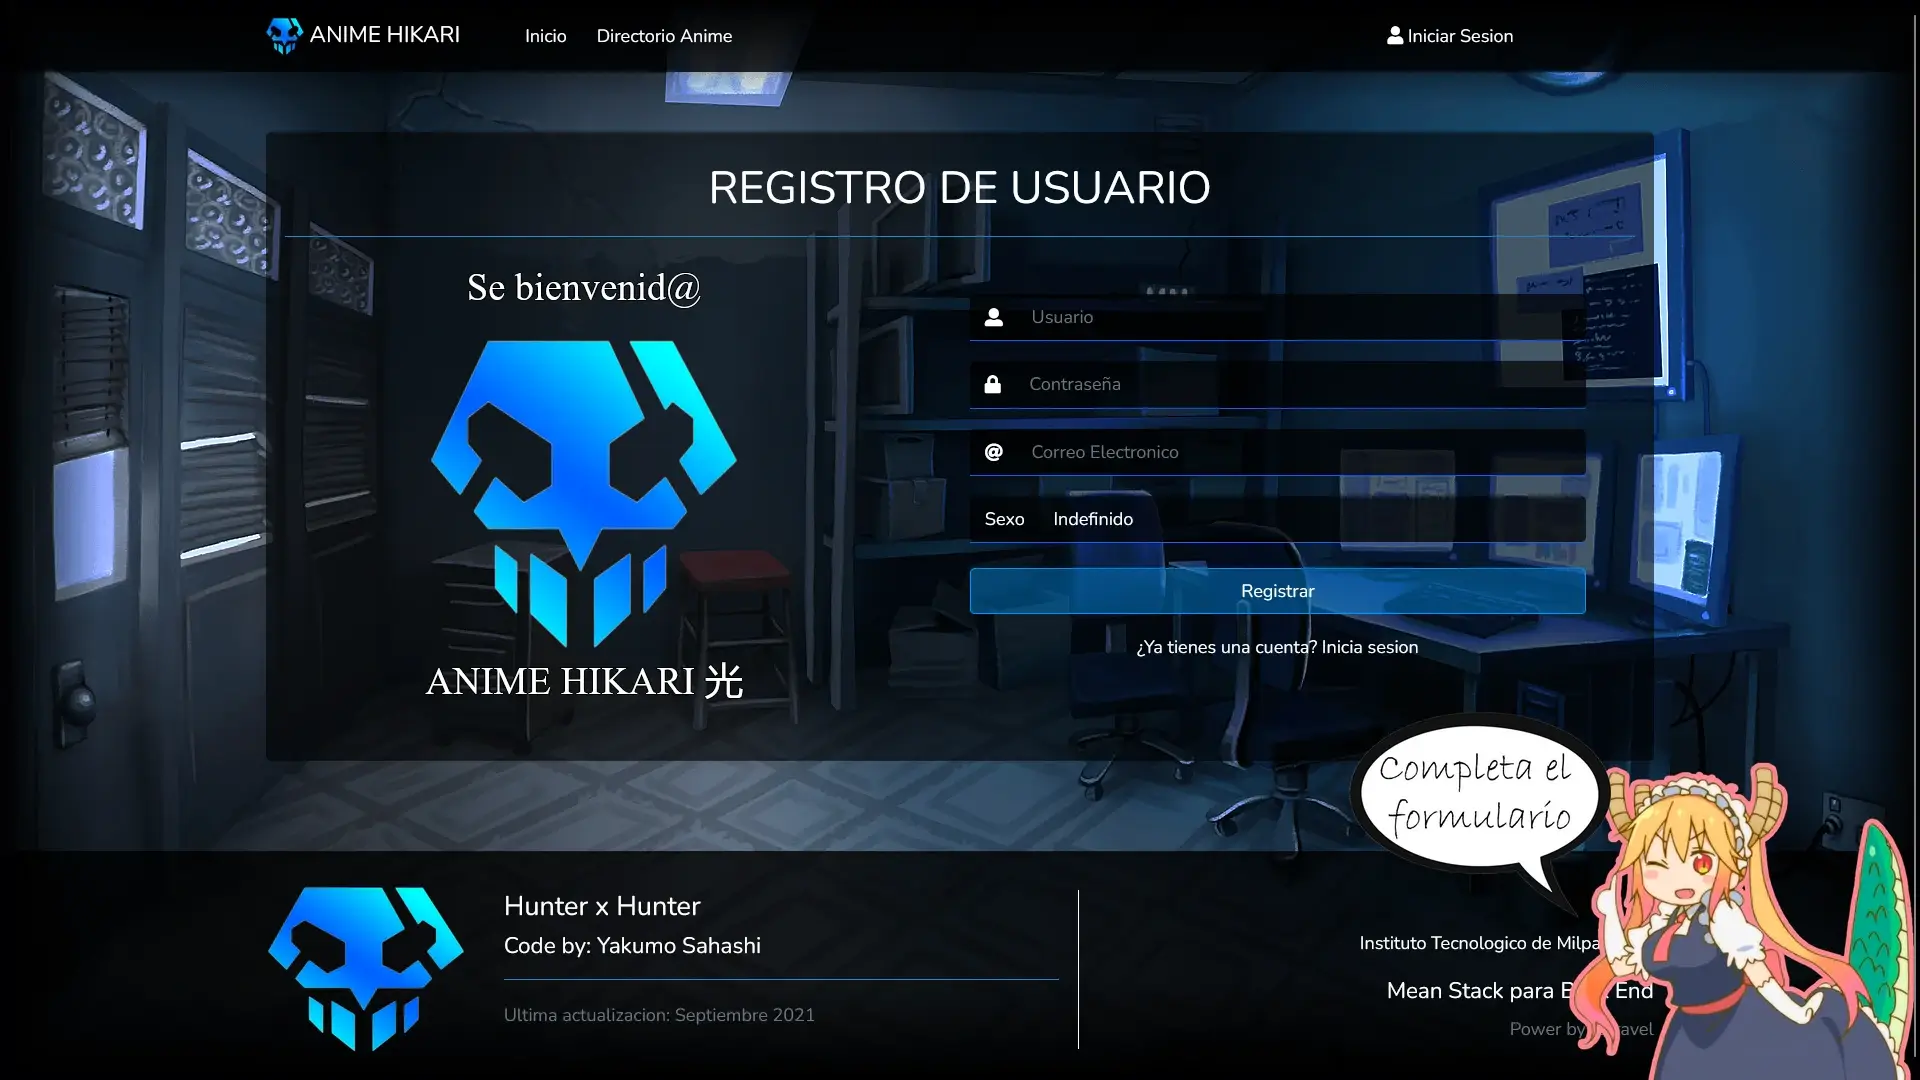 ANIME HIKARI
Inicio
Directorio Anime
Iniciar Sesion
REGISTRO DE USUARIO
Se bienvenid@
ANIME HIKARI 光
Usuario
Contraseña
@ Correo Electronico
Sexo Indefinido
Registrar
¿Ya tienes una cuenta? Inicia sesion
Completa el
formulario
Hunter x Hunter
Code by: Yakumo Sahashi
Ultima actualizacion: Septiembre 2021
Instituto Tecnologico de
Mean Stack para End
Power by